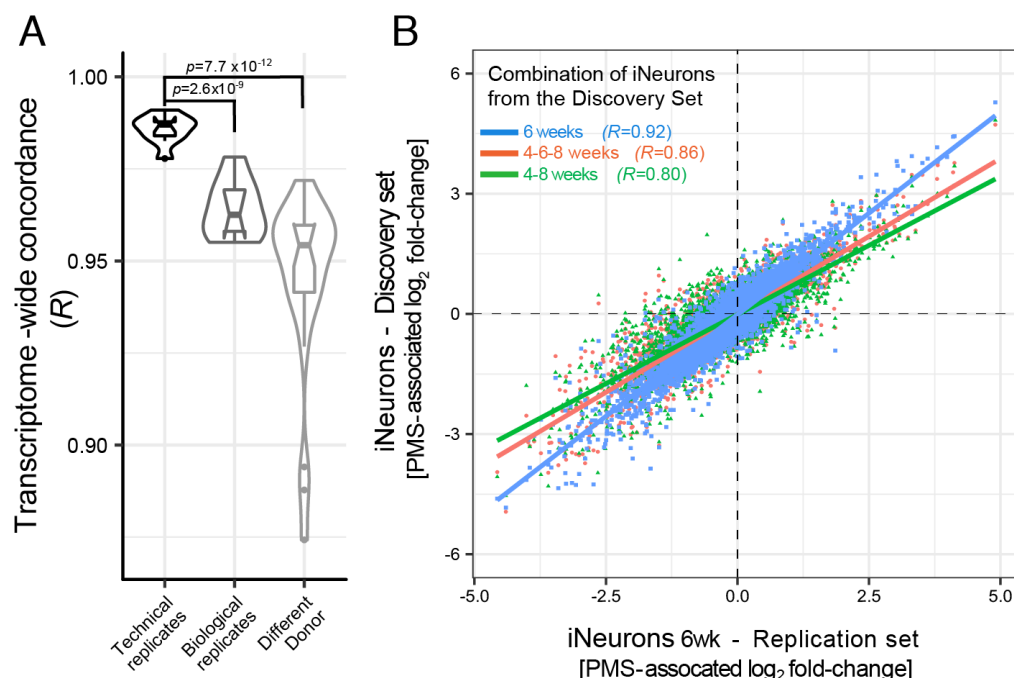 A
Transcriptome -wide concordance
(R)
1.00
0.95
0.90
p=7.7 x10-12
p=2.6x10-9
Technical
replicates
Biological
replicates
Different
Donor
B
iNeurons - Discovery set
[PMS-associated log2 fold-change]
6
3
0
-3
-6
Combination of iNeurons
from the Discovery Set
6 weeks (R=0.92)
4-6-8 weeks (R=0.86)
4-8 weeks (R=0.80)
-5.0
-2.5
0.0
2.5
5.0
iNeurons 6wk - Replication set
[PMS-assocated log2 fold-change]